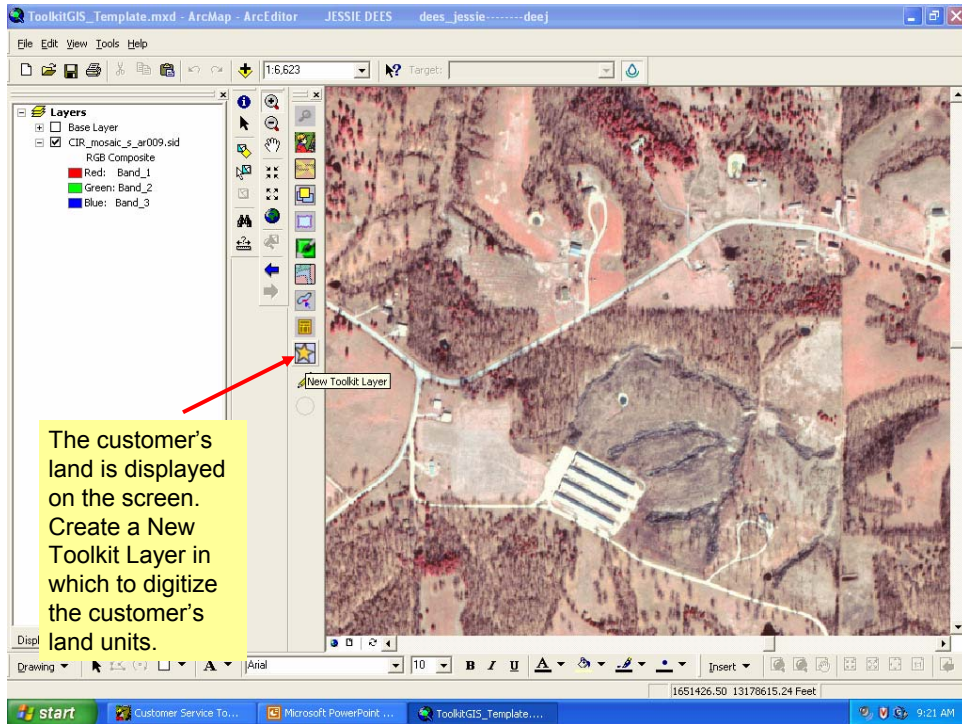 ToolkitGIS_Template.mxd - ArcMap - ArcEditor JESSIE DEES dees_jessie--------deej
File Edit View Tools Help
1:6,623
Target:
Layers
Base Layer
CIR_mosaic_s_ar009.sid
RGB Composite
Red: Band_1
Green: Band_2
Blue: Band_3
New Toolkit Layer
The customer's
land is displayed
on the screen.
Create a New
Toolkit Layer in
which to digitize
the customer's
land units.
Drawing A Arial 10 B I U A Insert
1651426.50 13178615.24 Feet
start Customer Service To... Microsoft PowerPoint ... ToolkitGIS_Template.... 9:21 AM